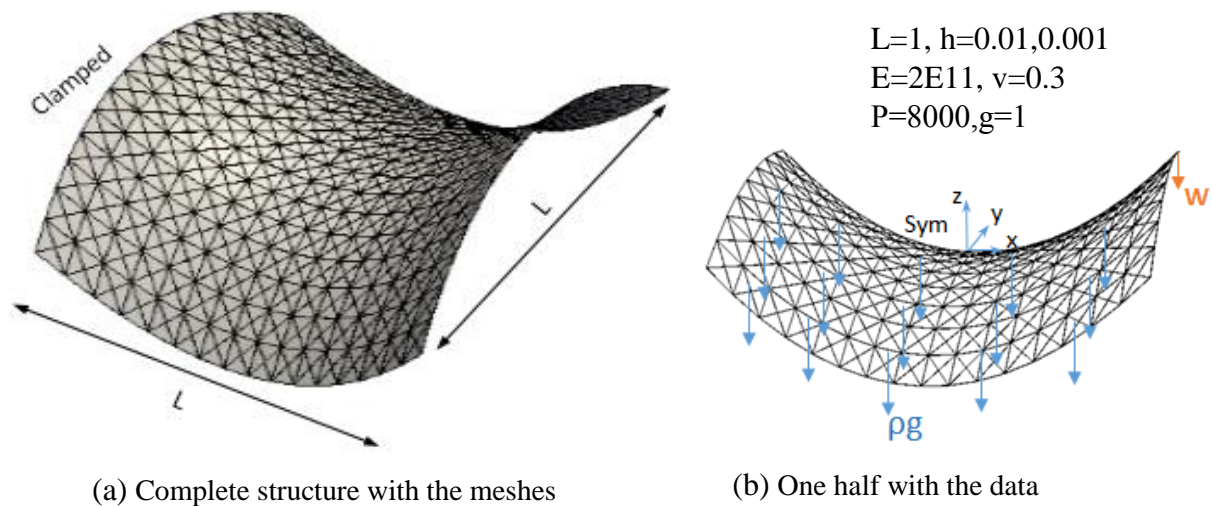 L=1, h=0.01,0.001
E=2E11, v=0.3
P=8000,g=1
Clamped
L
L
z
y
Sym
x
w
ρg
(a) Complete structure with the meshes
(b) One half with the data